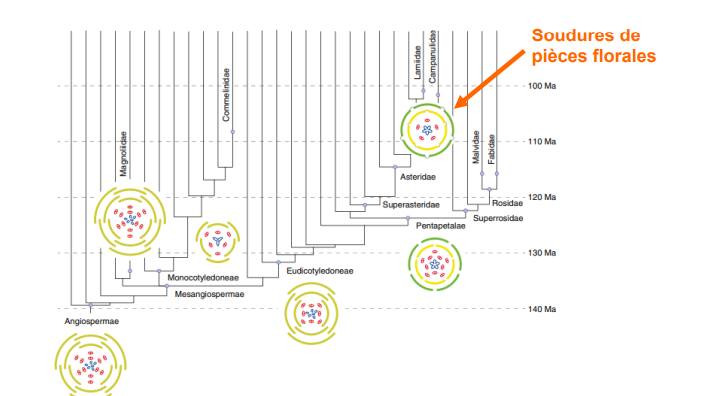 Soudures de
pièces florales
Lamiidae
Campanulidae
Commelinidae
Magnoliidae
Malvidae
Fabidae
100 Ma
110 Ma
Asteridae
120 Ma
Superasteridae
Rosidae
Pentapetalae
Superrosidae
130 Ma
Eudicotyledoneae
Monocotyledoneae
Mesangiospermae
140 Ma
Angiospermae